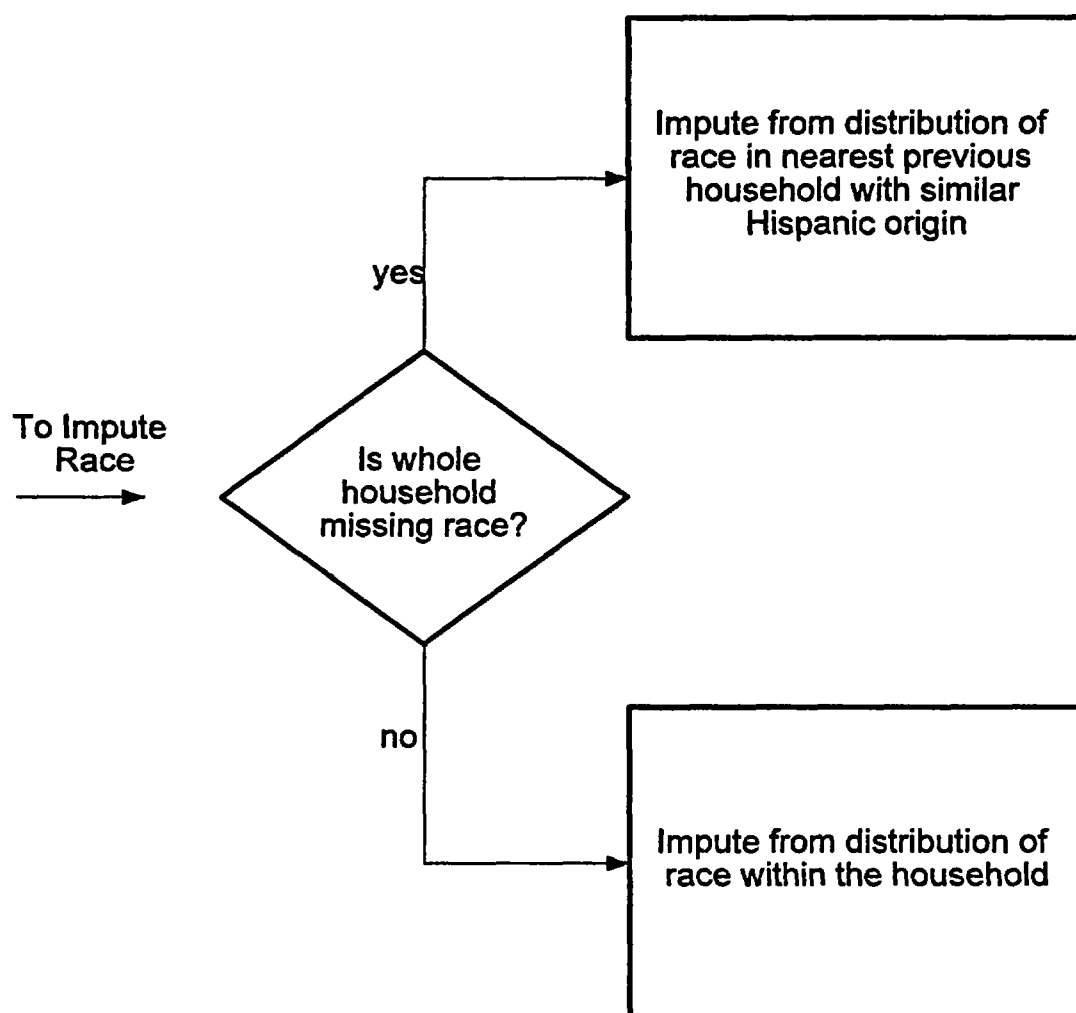 To Impute
Race
Is whole
household
missing race?
yes
Impute from distribution of
race in nearest previous
household with similar
Hispanic origin
no
Impute from distribution of
race within the household